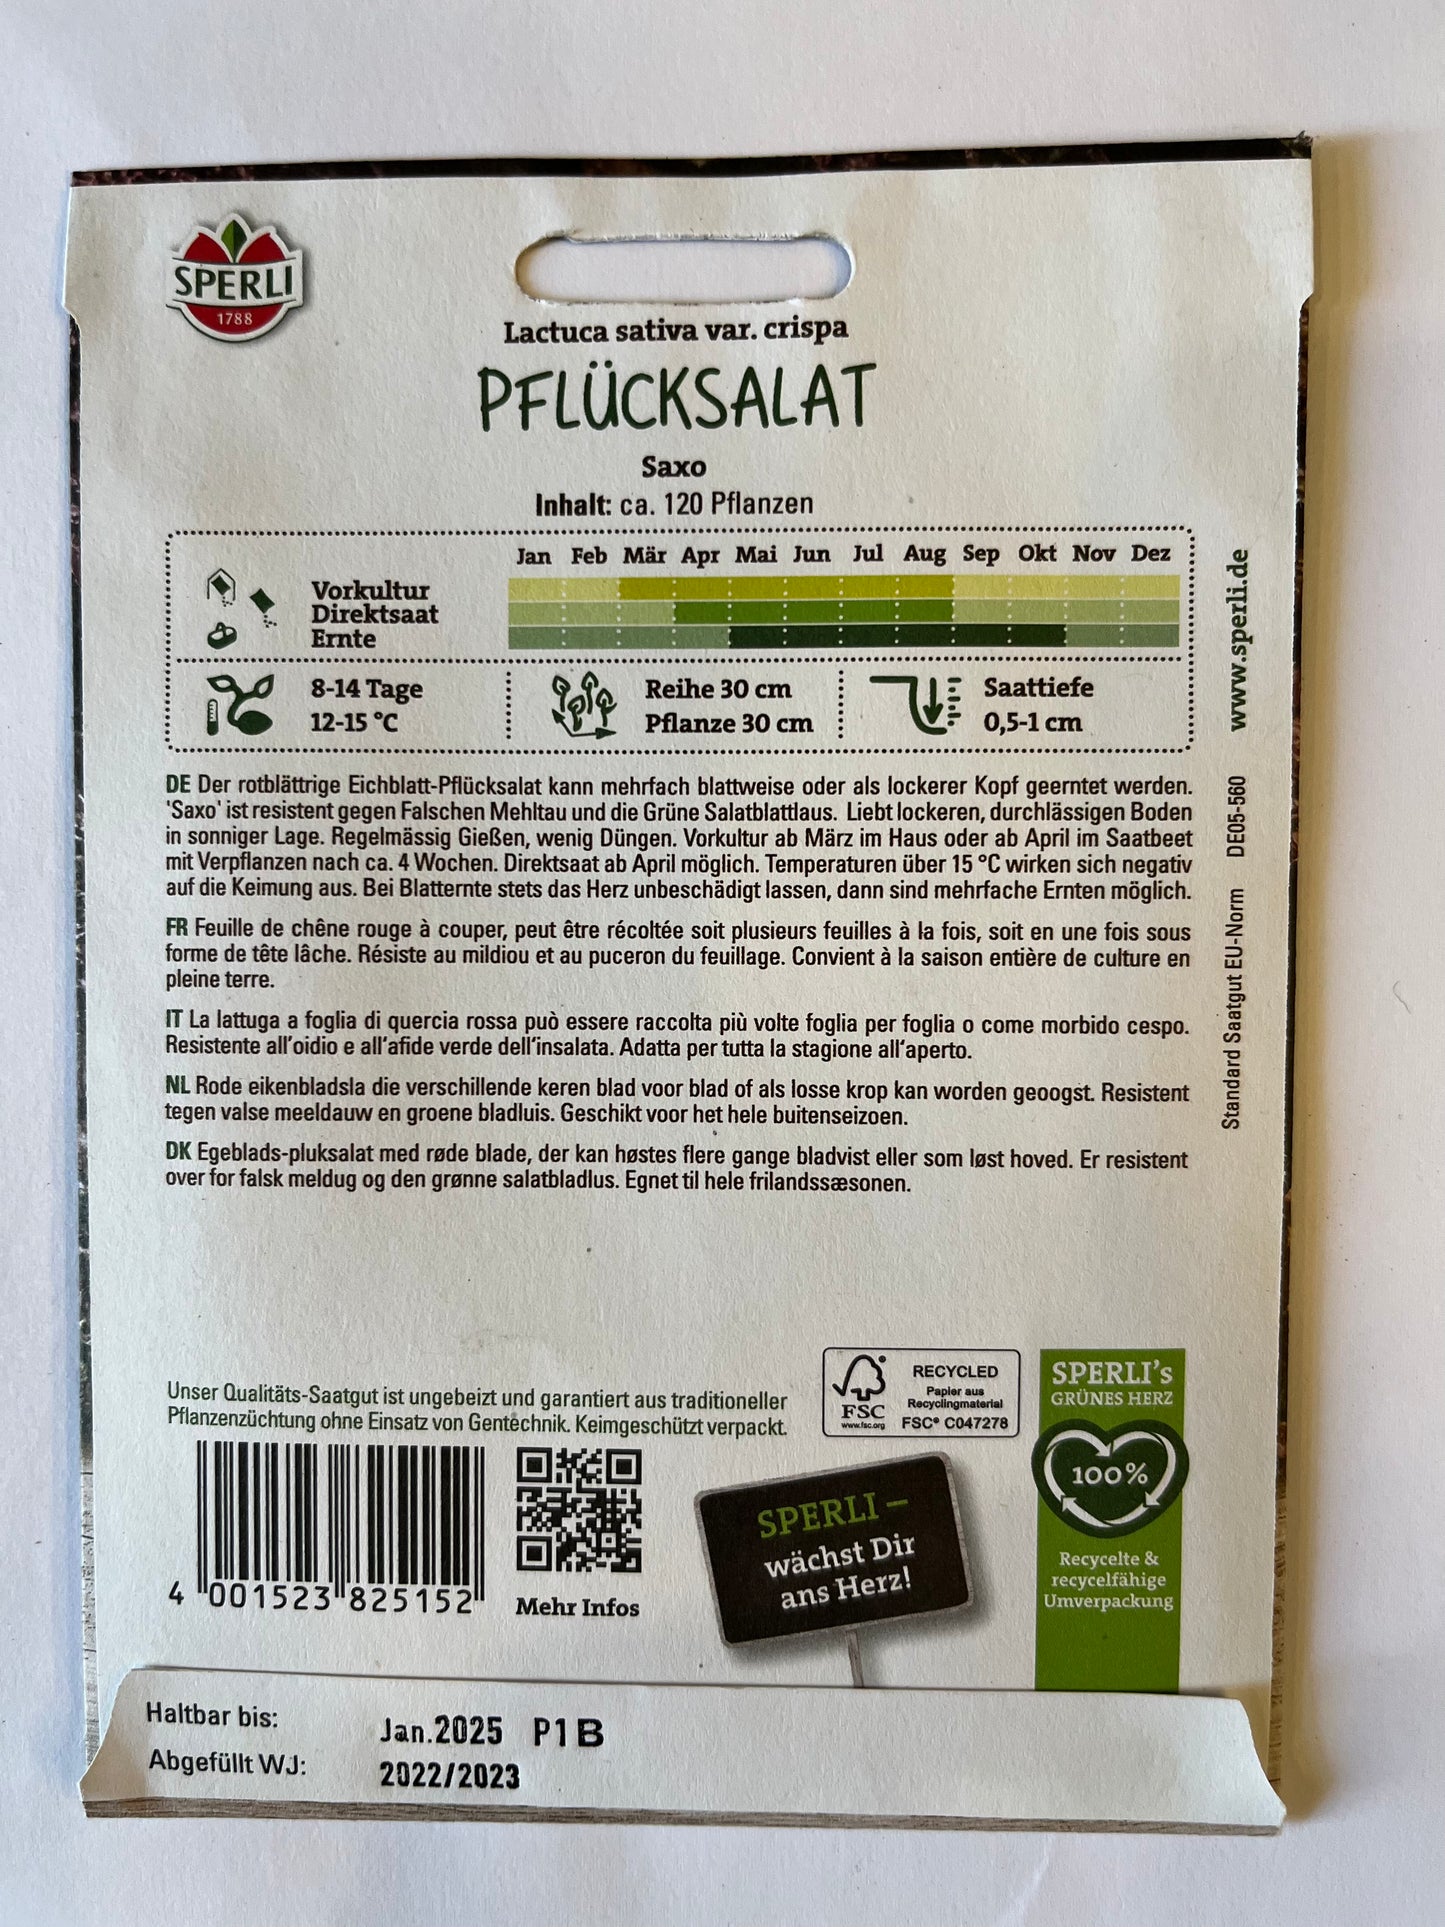 SPERLI
1788
Lactuca sativa var. crispa
PFLÜCKSALAT
Saxo
Inhalt: ca. 120 Pflanzen
Jan Feb Mär Apr Mai Jun Jul Aug Sep Okt Nov Dez
Vorkultur
Direktsaat
Ernte
8-14 Tage
12-15 °C
Reihe 30 cm
Pflanze 30 cm
Saattiefe
0,5-1 cm
DE Der rotblättrige Eichblatt-Pflücksalat kann mehrfach blattweise oder als lockerer Kopf geerntet werden.
'Saxo' ist resistent gegen Falschen Mehltau und die Grüne Salatblattlaus. Liebt lockeren, durchlässigen Boden
in sonniger Lage. Regelmässig Gießen, wenig Düngen. Vorkultur ab März im Haus oder ab April im Saatbeet
mit Verpflanzen nach ca. 4 Wochen. Direktsaat ab April möglich. Temperaturen über 15 °C wirken sich negativ
auf die Keimung aus. Bei Blatternte stets das Herz unbeschädigt lassen, dann sind mehrfache Ernten möglich.
FR Feuille de chêne rouge à couper, peut être récoltée soit plusieurs feuilles à la fois, soit en une fois sous
forme de tête lâche. Résiste au mildiou et au puceron du feuillage. Convient à la saison entière de culture en
pleine terre.
IT La lattuga a foglia di quercia rossa può essere raccolta più volte foglia per foglia o come morbido cespo.
Resistente all'oidio e all'afide verde dell'insalata. Adatta per tutta la stagione all'aperto.
NL Rode eikenbladsla die verschillende keren blad voor blad of als losse krop kan worden geoogst. Resistent
tegen valse meeldauw en groene bladluis. Geschikt voor het hele buitenseizoen.
DK Egeblads-pluksalat med røde blade, der kan høstes flere gange bladvist eller som løst hoved. Er resistent
over for falsk meldug og den grønne salatbladlus. Egnet til hele frilandssæsonen.
www.sperli.de
Standard Saatgut EU-Norm DE05-560
Unser Qualitäts-Saatgut ist ungebeizt und garantiert aus traditioneller
Pflanzenzüchtung ohne Einsatz von Gentechnik. Keimgeschützt verpackt.
FSC
www.fsc.org
RECYCLED
Papier aus
Recyclingmaterial
FSC® C047278
SPERLI's
GRÜNES HERZ
100%
Recycelte &
recycelfähige
Umverpackung
4 001523 825152
Mehr Infos
SPERLI –
wächst Dir
ans Herz!
Haltbar bis: Jan.2025 P1B
Abgefüllt WJ: 2022/2023